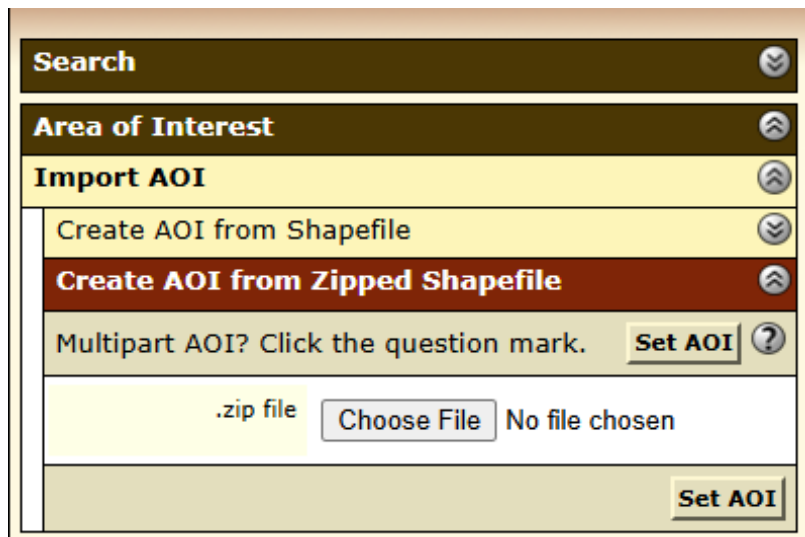 Search
Area of Interest
Import AOI
Create AOI from Shapefile
Create AOI from Zipped Shapefile
Multipart AOI? Click the question mark. Set AOI ?
.zip file Choose File No file chosen
Set AOI